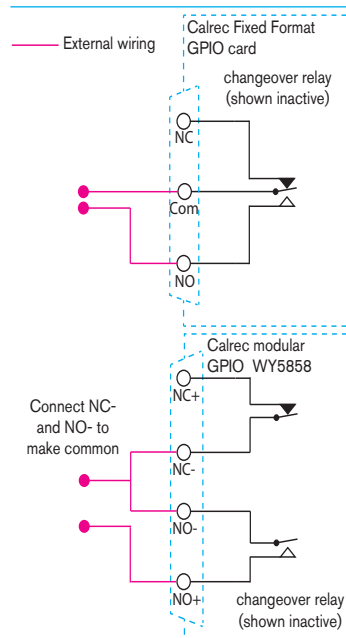 Calrec Fixed Format
GPIO card
External wiring
changeover relay
(shown inactive)
NC
Com
NO
Calrec modular
GPIO WY5858
NC+
Connect NC-
and NO- to
make common
NC-
NO-
NO+
changeover relay
(shown inactive)